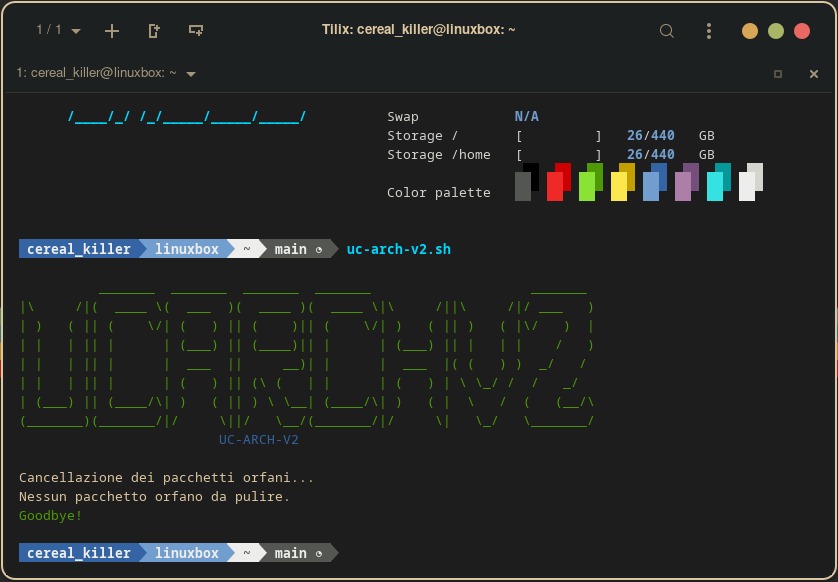 1 / 1
Tilix: cereal_killer@linuxbox: ~
1: cereal_killer@linuxbox: ~
/____/_/ /_/_____/_____/_____/
Swap N/A
Storage / [ ] 26/440 GB
Storage /home [ ] 26/440 GB
Color palette
cereal_killer linuxbox ~ main uc-arch-v2.sh
UCARCHV2
UC-ARCH-V2
Cancellazione dei pacchetti orfani...
Nessun pacchetto orfano da pulire.
Goodbye!
cereal_killer linuxbox ~ main